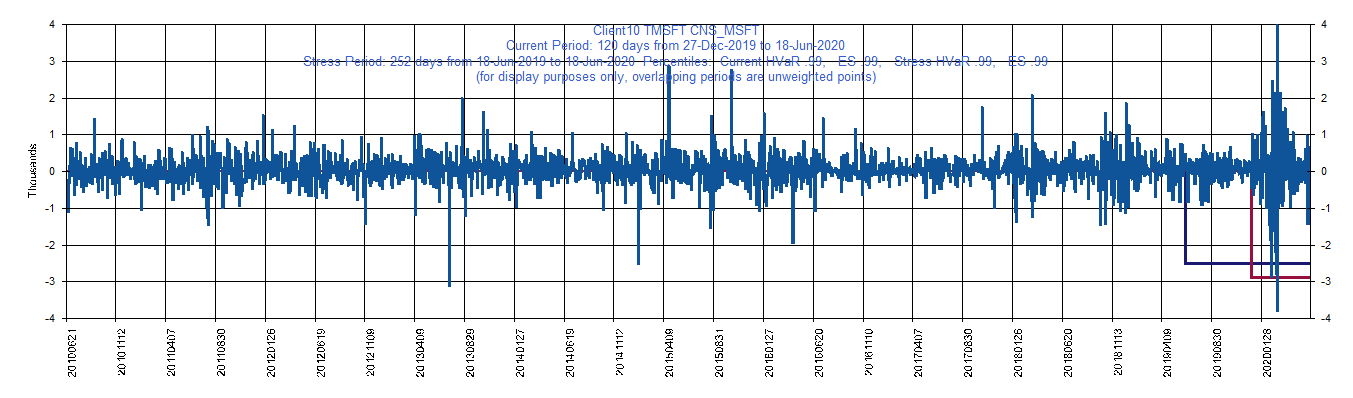 Client10 TMSFT CNS_MSFT
Current Period: 120 days from 27-Dec-2019 to 18-Jun-2020
Stress Period: 252 days from 18-Jun-2019 to 18-Jun-2020 Percentiles: Current HVaR .99, ES .99, Stress HVaR .99, ES .99
(for display purposes only, overlapping periods are unweighted points)
Thousands
4 4
3 3
2 2
1 1
0 0
-1 -1
-2 -2
-3 -3
-4 -4
20100621 20101112 20110407 20110830 20120126 20120619 20121109 20130409 20130829 20140127 20140619 20141112 20150409 20150831 20160127 20160620 20161110 20170407 20170830 20180126 20180620 20181113 20190409 20190830 20200128